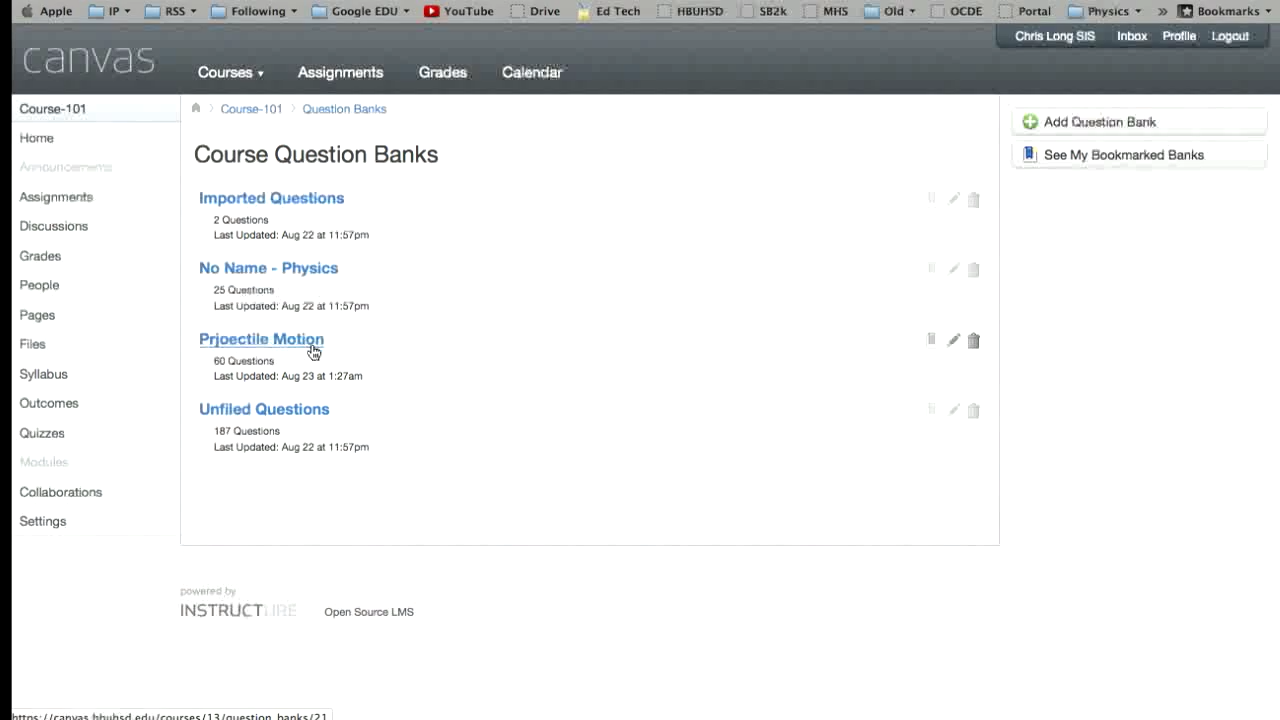 Apple IP RSS Following Google EDU YouTube Drive Ed Tech HBUHSD SB2k MHS Old OCDE Portal Physics » Bookmarks
Chris Long SIS Inbox Profile Logout
canvas
Courses Assignments Grades Calendar
Course-101
Home
Announcements
Assignments
Discussions
Grades
People
Pages
Files
Syllabus
Outcomes
Quizzes
Modules
Collaborations
Settings
Course-101 Question Banks
Course Question Banks
Imported Questions
2 Questions
Last Updated: Aug 22 at 11:57pm
No Name - Physics
25 Questions
Last Updated: Aug 22 at 11:57pm
Prjoectile Motion
60 Questions
Last Updated: Aug 23 at 1:27am
Unfiled Questions
187 Questions
Last Updated: Aug 22 at 11:57pm
Add Question Bank
See My Bookmarked Banks
powered by
INSTRUCTURE Open Source LMS
https://canvas.hbuhsd.edu/courses/13/question_banks/21